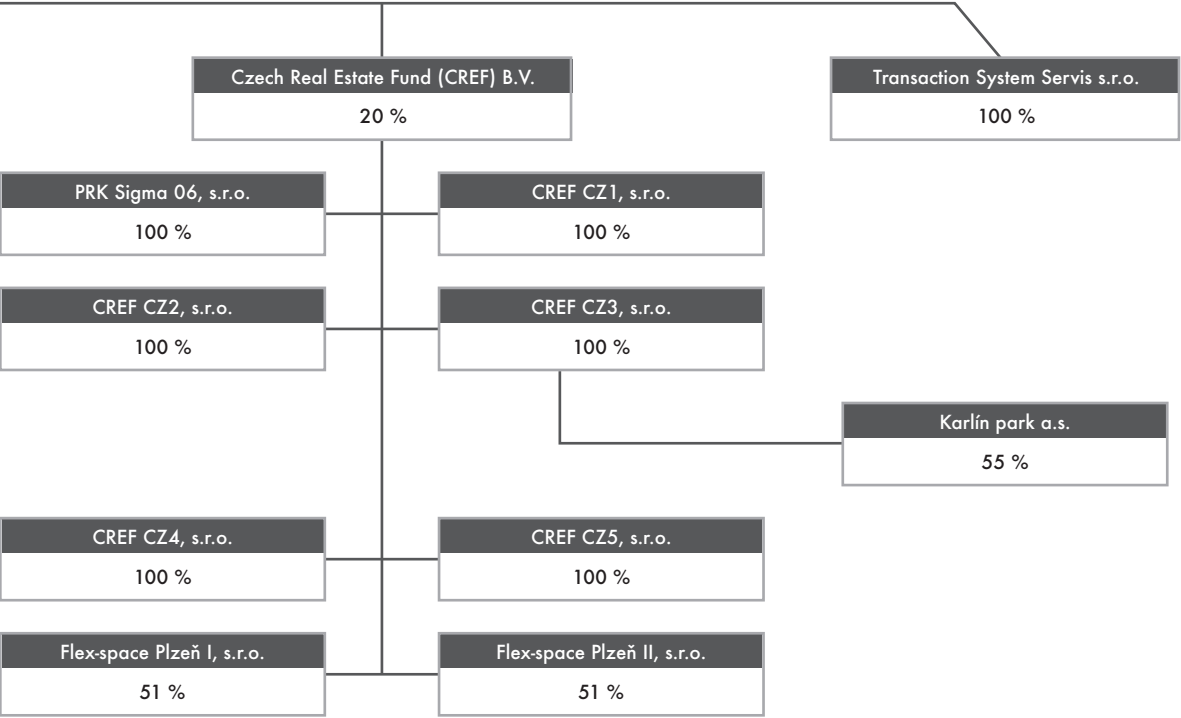 Czech Real Estate Fund (CREF) B.V.
20 %
Transaction System Servis s.r.o.
100 %
PRK Sigma 06, s.r.o.
100 %
CREF CZ1, s.r.o.
100 %
CREF CZ2, s.r.o.
100 %
CREF CZ3, s.r.o.
100 %
Karlín park a.s.
55 %
CREF CZ4, s.r.o.
100 %
CREF CZ5, s.r.o.
100 %
Flex-space Plzeň I, s.r.o.
51 %
Flex-space Plzeň II, s.r.o.
51 %